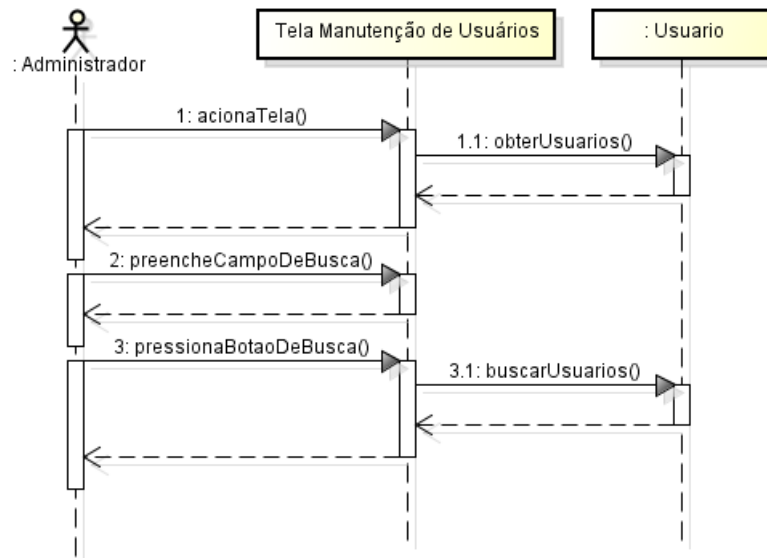 Tela Manutenção de Usuários
: Usuario
: Administrador
1: acionaTela()
1.1: obterUsuarios()
2: preencheCampoDeBusca()
3: pressionaBotaoDeBusca()
3.1: buscarUsuarios()